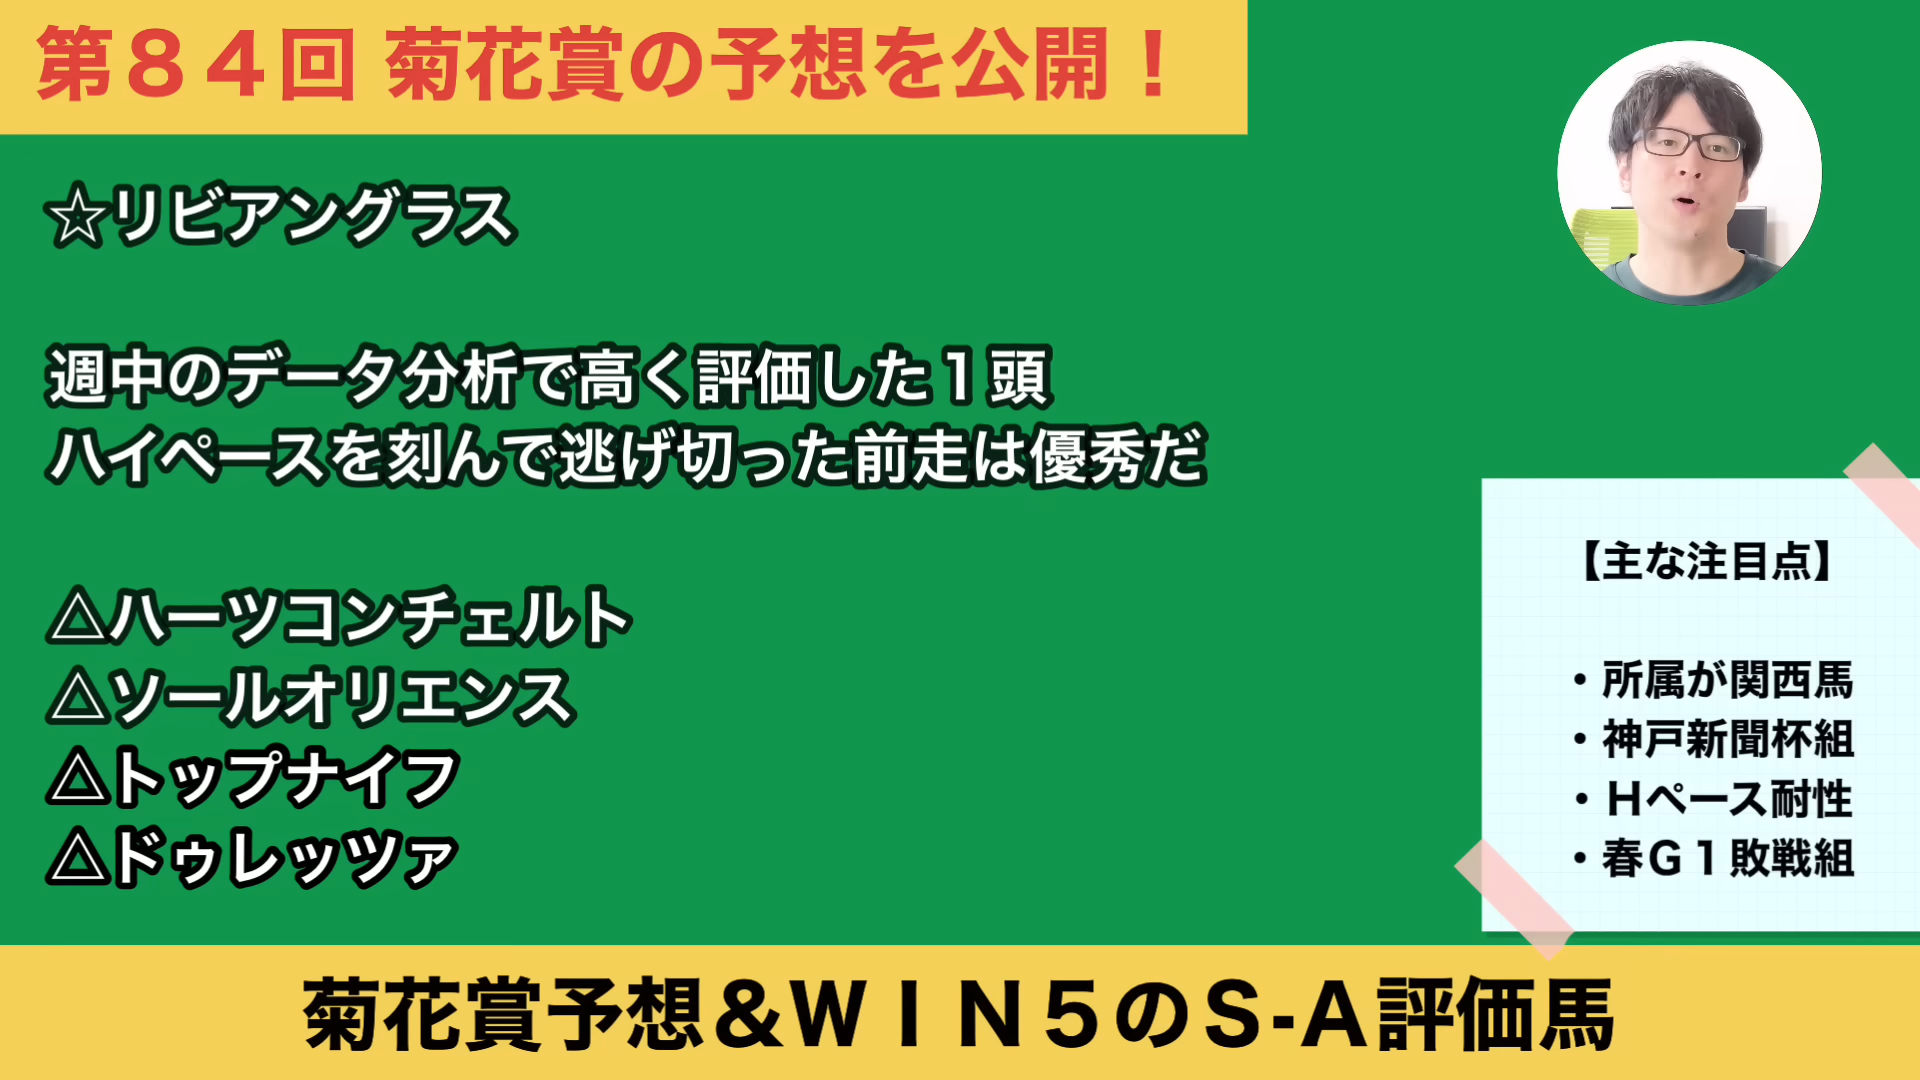 第84回 菊花賞の予想を公開！
☆リビアングラス
週中のデータ分析で高く評価した１頭
ハイペースを刻んで逃げ切った前走は優秀だ
△ハーツコンチェルト
△ソールオリエンス
△トップナイフ
△ドゥレッツァ
【主な注目点】
・所属が関西馬
・神戸新聞杯組
・Ｈペース耐性
・春Ｇ１敗戦組
菊花賞予想＆ＷＩＮ５のＳ-Ａ評価馬